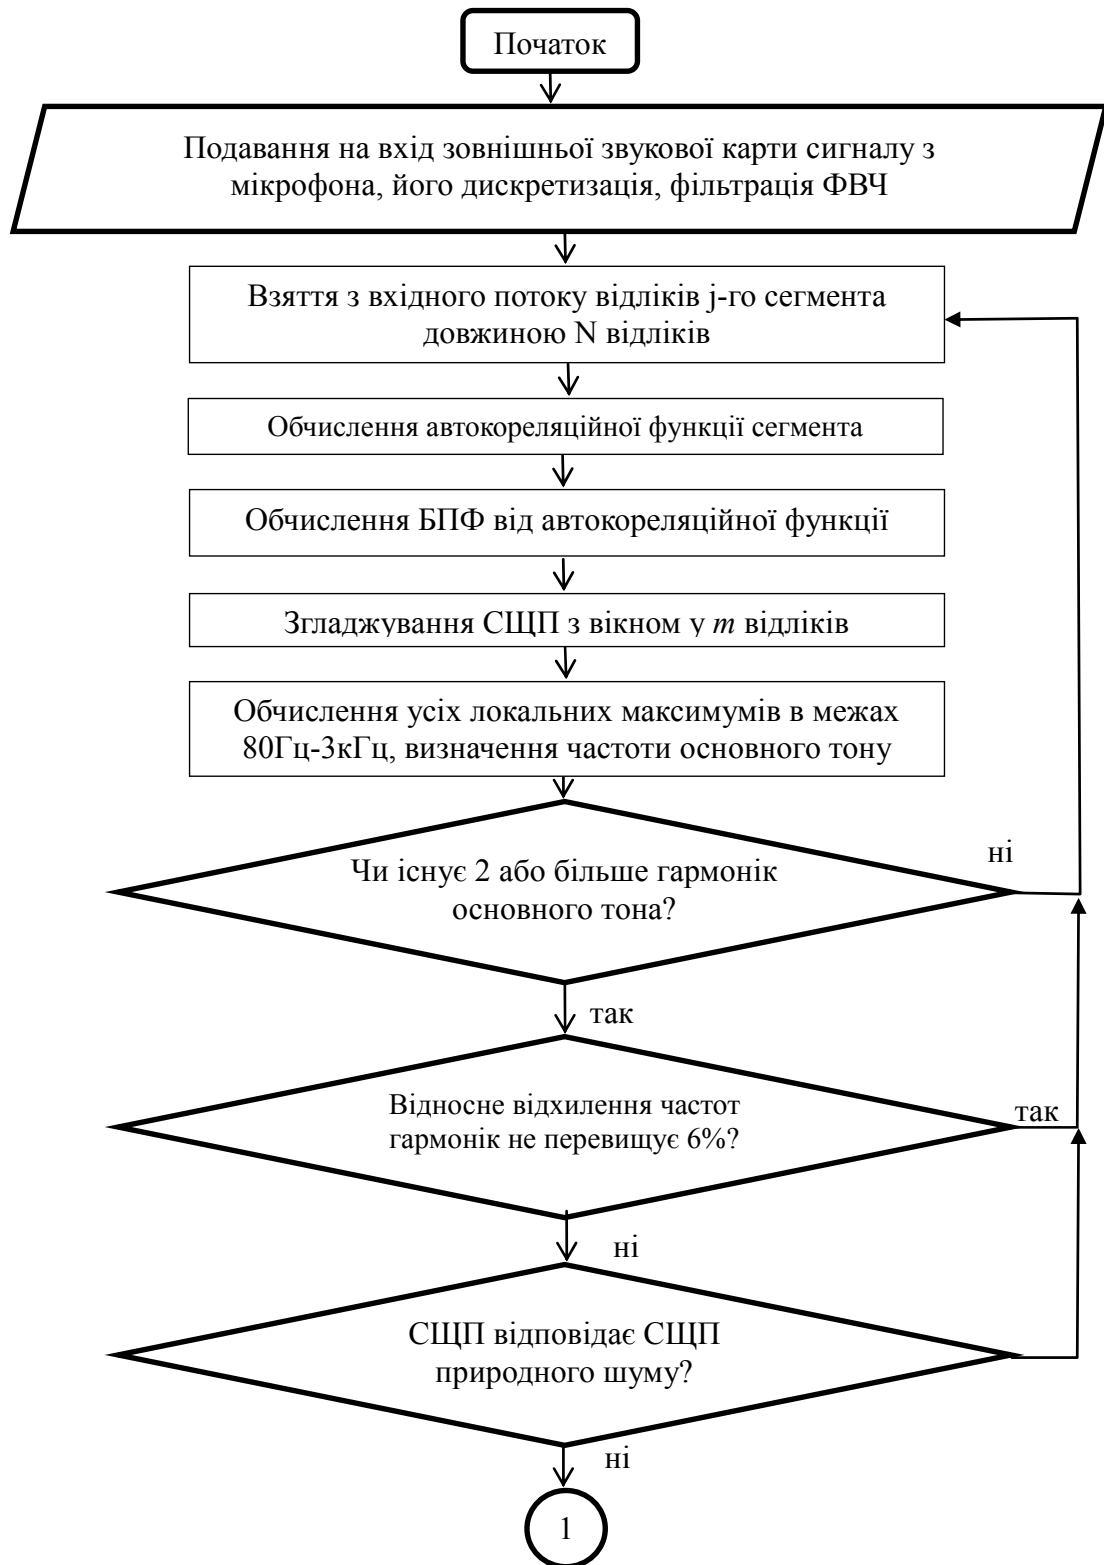 Початок
Подавання на вхід зовнішньої звукової карти сигналу з
мікрофона, його дискретизація, фільтрація ФВЧ
Взяття з вхідного потоку відліків j-го сегмента
довжиною N відліків
Обчислення автокореляційної функції сегмента
Обчислення БПФ від автокореляційної функції
Згладжування СЩП з вікном у m відліків
Обчислення усіх локальних максимумів в межах
80Гц-3кГц, визначення частоти основного тону
Чи існує 2 або більше гармонік
основного тона?
ні
так
Відносне відхилення частот
гармонік не перевищує 6%?
так
ні
СЩП відповідає СЩП
природного шуму?
ні
1